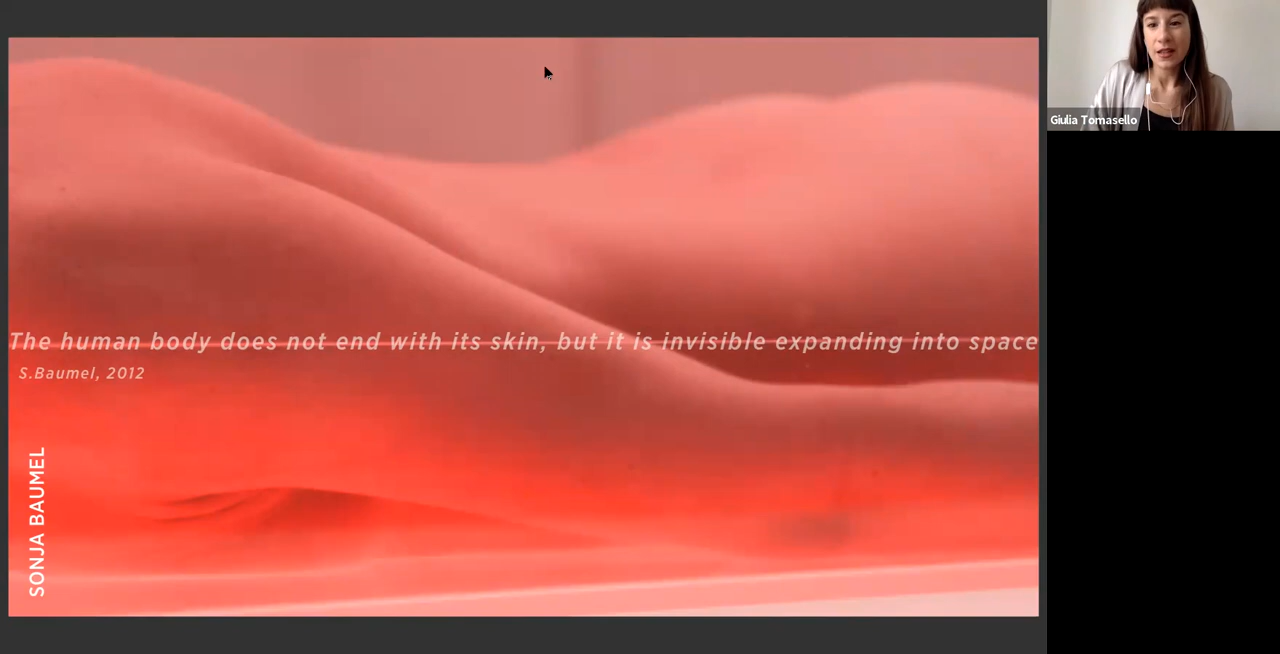 The human body does not end with its skin, but it is invisible expanding into space
S.Baumel, 2012
SONJA BAUMEL
Giulia Tomasello